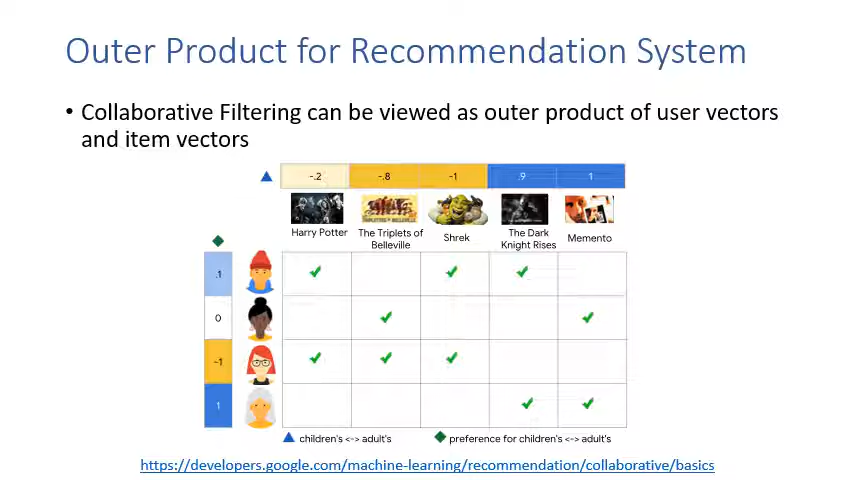 Outer Product for Recommendation System
• Collaborative Filtering can be viewed as outer product of user vectors
and item vectors
-.2 -.8 -1 .9 1
Harry Potter The Triplets of Belleville Shrek The Dark Knight Rises Memento
.1
0
-1
1
children's <-> adult's preference for children's <-> adult's
https://developers.google.com/machine-learning/recommendation/collaborative/basics